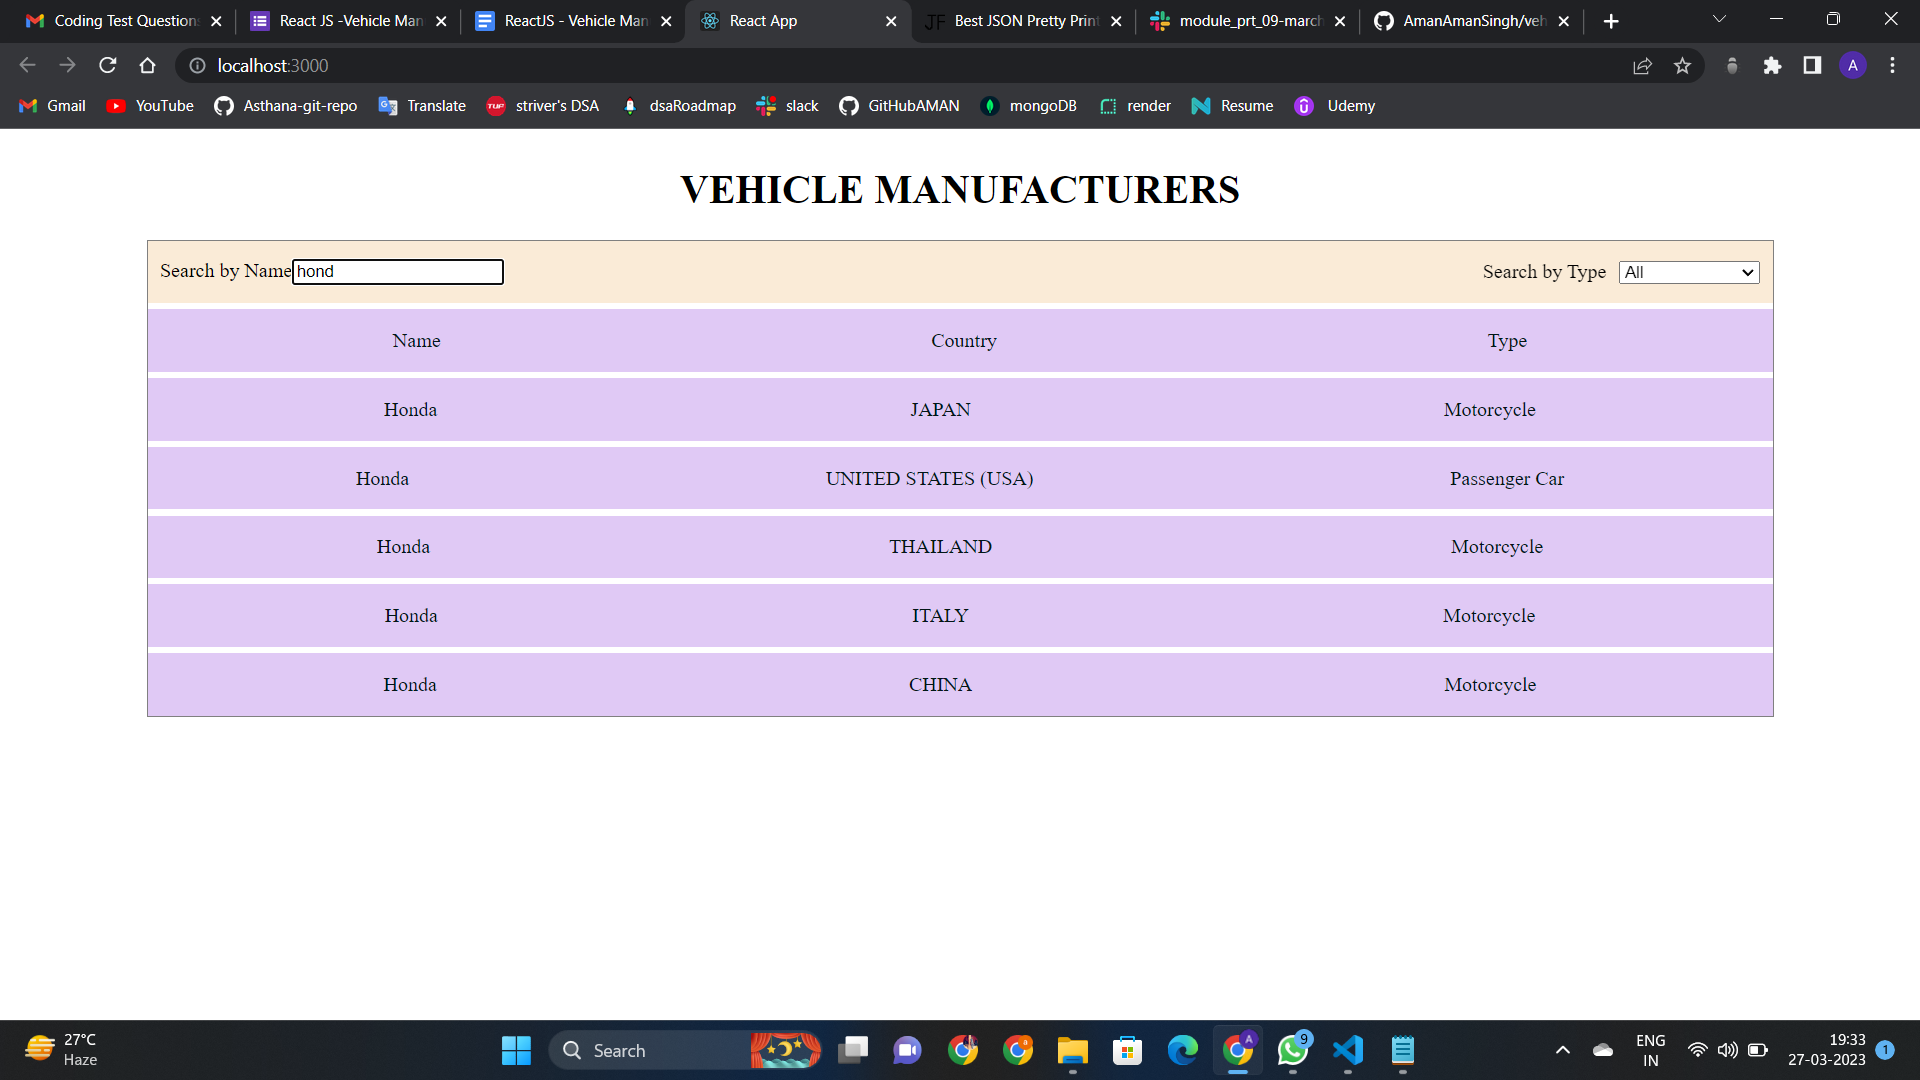 Coding Test Question
React JS -Vehicle Man
ReactJS - Vehicle Man
React App
JF Best JSON Pretty Print
module_prt_09-march
AmanAmanSingh/veh
localhost:3000
A
Gmail
YouTube
Asthana-git-repo
Translate
TUF striver's DSA
dsaRoadmap
slack
GitHubAMAN
mongoDB
render
Resume
Udemy
VEHICLE MANUFACTURERS
Search by Name hond
Search by Type All
Name Country Type
Honda JAPAN Motorcycle
Honda UNITED STATES (USA) Passenger Car
Honda THAILAND Motorcycle
Honda ITALY Motorcycle
Honda CHINA Motorcycle
27°C
Haze
Search
a
A
9
ENG
IN
19:33
27-03-2023
1